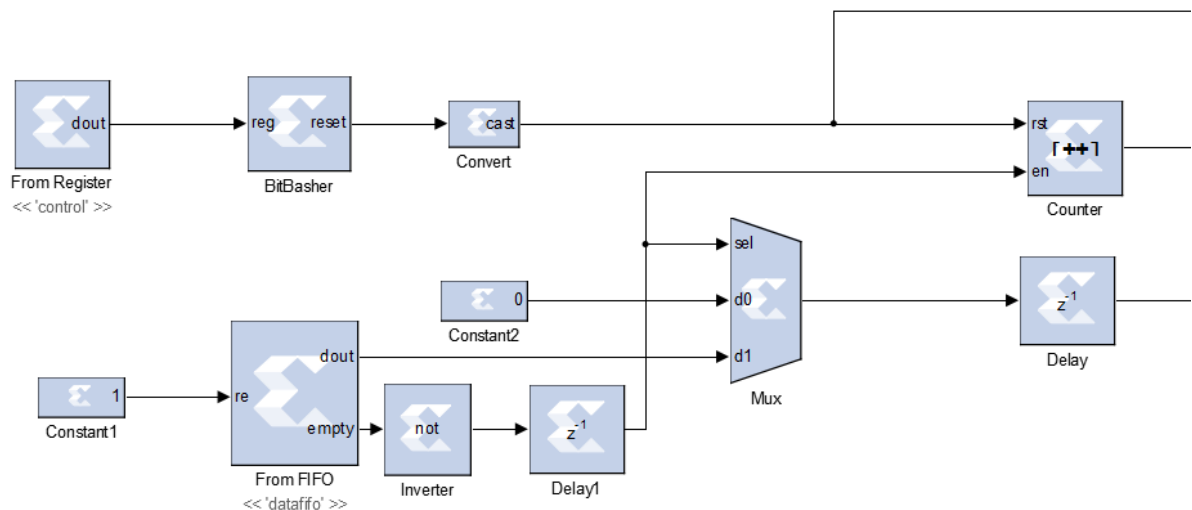 dout
From Register
<< 'control' >>
reg
reset
BitBasher
cast
Convert
rst
[++]
en
Counter
sel
d0
d1
Mux
0
Constant2
z-1
Delay
1
Constant1
re
dout
empty
From FIFO
<< 'datafifo' >>
not
Inverter
z-1
Delay1